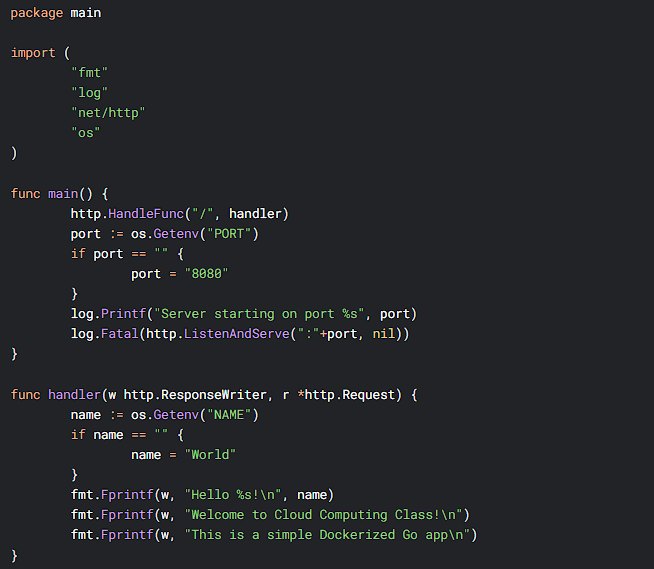 package main

import (
        "fmt"
        "log"
        "net/http"
        "os"
)

func main() {
        http.HandleFunc("/", handler)
        port := os.Getenv("PORT")
        if port == "" {
                port = "8080"
        }
        log.Printf("Server starting on port %s", port)
        log.Fatal(http.ListenAndServe(":"+port, nil))
}

func handler(w http.ResponseWriter, r *http.Request) {
        name := os.Getenv("NAME")
        if name == "" {
                name = "World"
        }
        fmt.Fprintf(w, "Hello %s!\n", name)
        fmt.Fprintf(w, "Welcome to Cloud Computing Class!\n")
        fmt.Fprintf(w, "This is a simple Dockerized Go app\n")
}